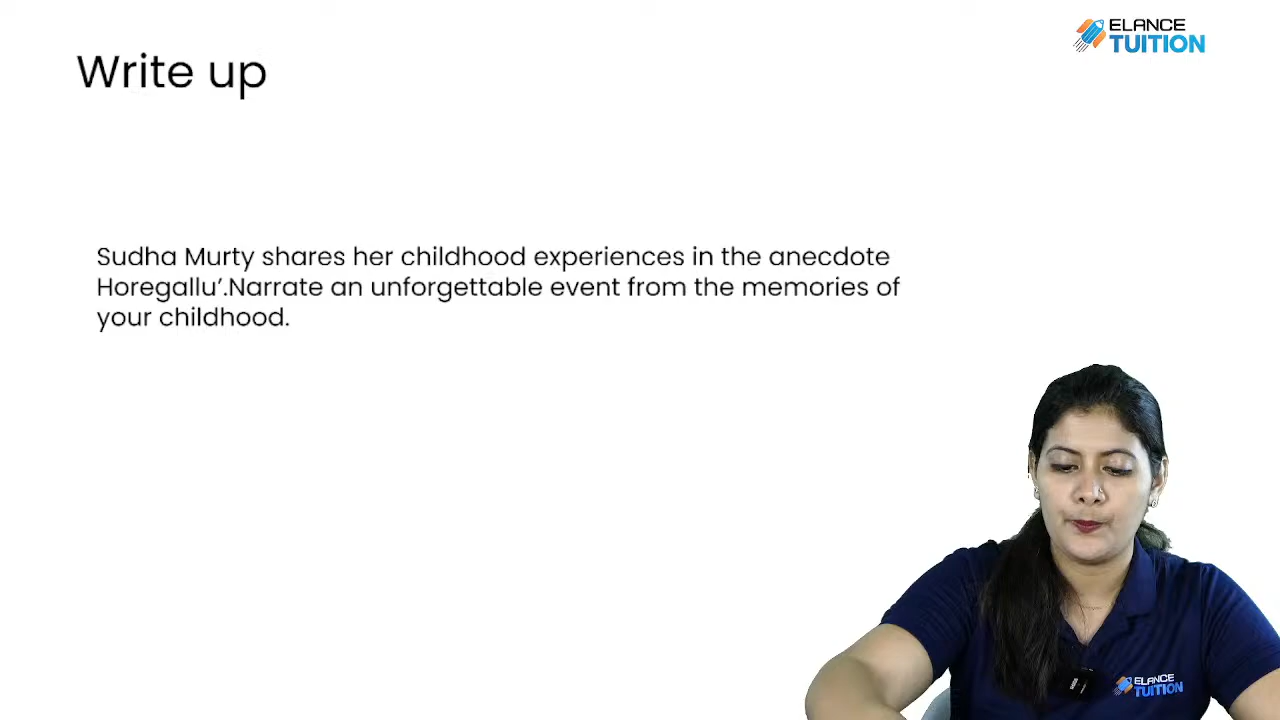 ELANCE
TUITION
Write up
Sudha Murty shares her childhood experiences in the anecdote
Horegallu’.Narrate an unforgettable event from the memories of
your childhood.
ELANCE
TUITION